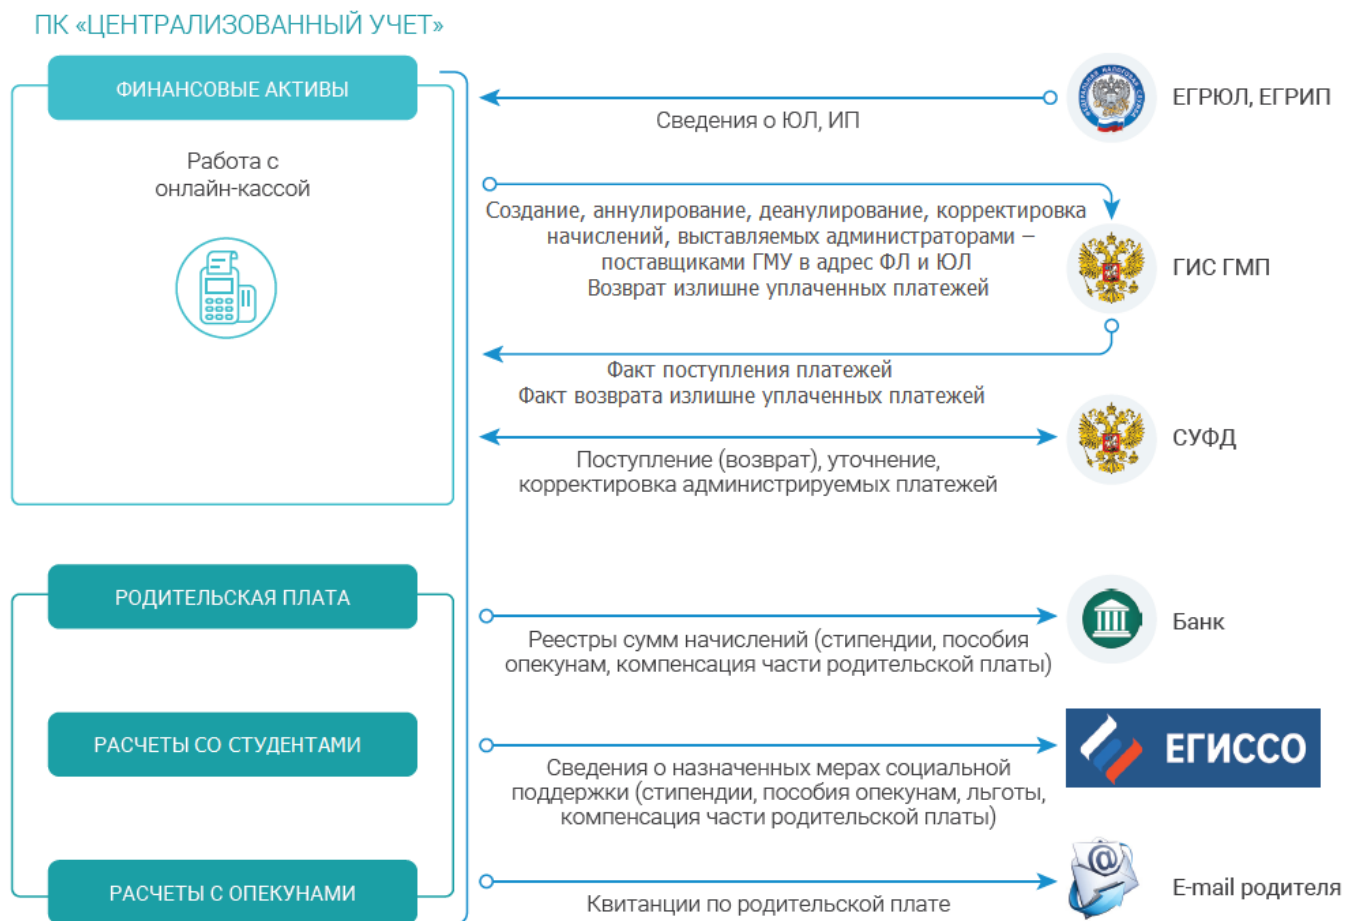 ПК «ЦЕНТРАЛИЗОВАННЫЙ УЧЕТ»
ФИНАНСОВЫЕ АКТИВЫ
Работа с
онлайн-кассой
Сведения о ЮЛ, ИП
ЕГРЮЛ, ЕГРИП
Создание, аннулирование, деанулирование, корректировка
начислений, выставляемых администраторами –
поставщиками ГМУ в адрес ФЛ и ЮЛ
Возврат излишне уплаченных платежей
ГИС ГМП
Факт поступления платежей
Факт возврата излишне уплаченных платежей
СУФД
Поступление (возврат), уточнение,
корректировка администрируемых платежей
РОДИТЕЛЬСКАЯ ПЛАТА
Реестры сумм начислений (стипендии, пособия
опекунам, компенсация части родительской платы)
Банк
РАСЧЕТЫ СО СТУДЕНТАМИ
Сведения о назначенных мерах социальной
поддержки (стипендии, пособия опекунам, льготы,
компенсация части родительской платы)
ЕГИССО
РАСЧЕТЫ С ОПЕКУНАМИ
Квитанции по родительской плате
E-mail родителя